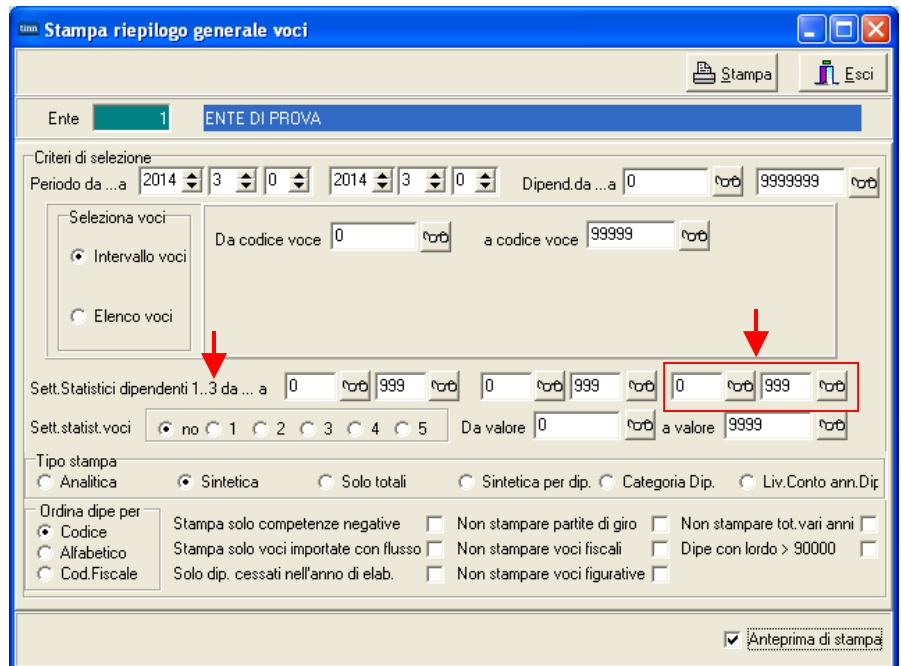 tinn Stampa riepilogo generale voci
Stampa Esci
Ente 1 ENTE DI PROVA
Criteri di selezione
Periodo da ...a 2014 3 0 2014 3 0 Dipend.da ...a 0 9999999
Seleziona voci
Da codice voce 0 a codice voce 99999
Intervallo voci
Elenco voci
Sett.Statistici dipendenti 1..3 da ... a 0 999 0 999 0 999
Sett.statist.voci no 1 2 3 4 5 Da valore 0 a valore 9999
Tipo stampa
Analitica Sintetica Solo totali Sintetica per dip. Categoria Dip. Liv.Conto ann.Dip
Ordina dipe per
Codice Stampa solo competenze negative Non stampare partite di giro Non stampare tot.vari anni
Alfabetico Stampa solo voci importate con flusso Non stampare voci fiscali Dipe con lordo > 90000
Cod.Fiscale Solo dip. cessati nell'anno di elab. Non stampare voci figurative
Anteprima di stampa